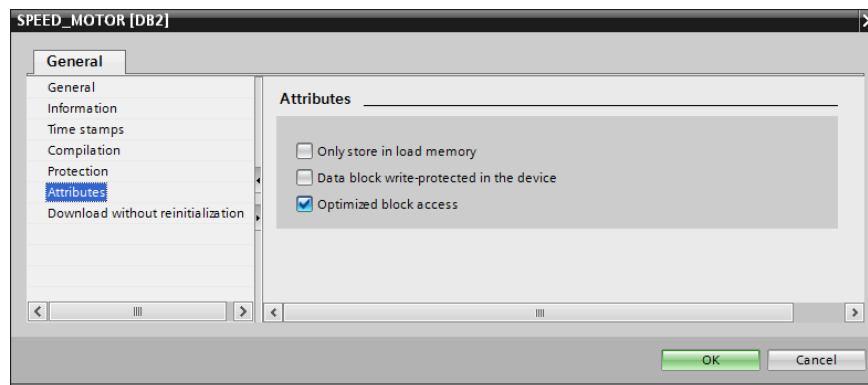 SPEED_MOTOR [DB2]
General
General
Information
Time stamps
Compilation
Protection
Attributes
Download without reinitialization
Attributes
Only store in load memory
Data block write-protected in the device
Optimized block access
OK
Cancel